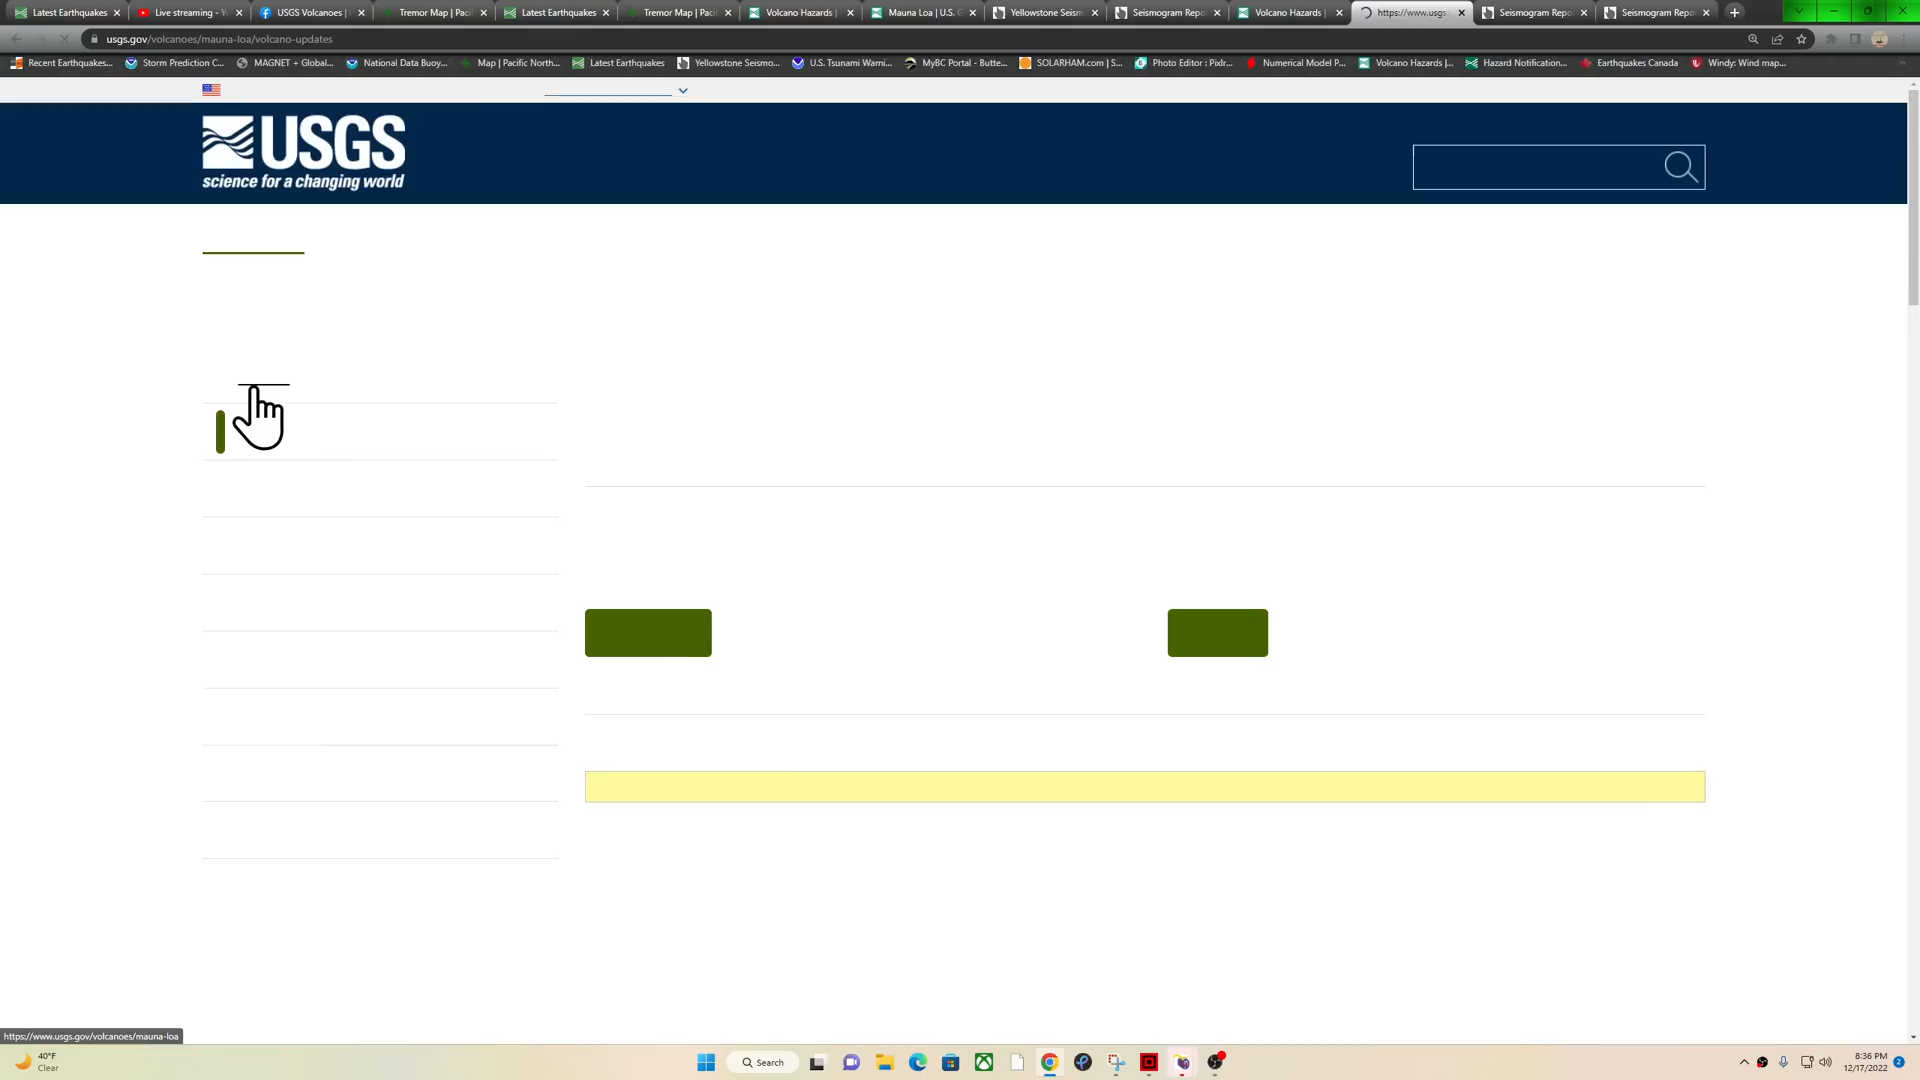 Latest Earthquakes
Live streaming - Y
USGS Volcanoes |
Tremor Map | Paci
Latest Earthquakes
Tremor Map | Paci
Volcano Hazards |
Mauna Loa | U.S. G
Yellowstone Seism
Seismogram Repo
Volcano Hazards |
https://www.usgs.
Seismogram Repo
Seismogram Repo
usgs.gov/volcanoes/mauna-loa/volcano-updates
Recent Earthquakes...
Storm Prediction C...
MAGNET + Global...
National Data Buoy...
Map | Pacific North...
Latest Earthquakes
Yellowstone Seismo...
U.S. Tsunami Warni...
MyBC Portal - Butte...
SOLARHAM.com | S...
Photo Editor : Pixlr...
Numerical Model P...
Volcano Hazards |...
Hazard Notification...
Earthquakes Canada
Windy: Wind map...
USGS
science for a changing world
https://www.usgs.gov/volcanoes/mauna-loa
40°F
Clear
Search
8:36 PM
12/17/2022
2